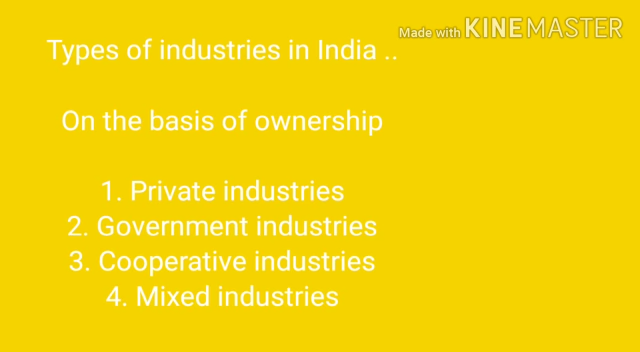 Made with KINEMASTER
Types of industries in India ..
On the basis of ownership
1. Private industries
2. Government industries
3. Cooperative industries
4. Mixed industries